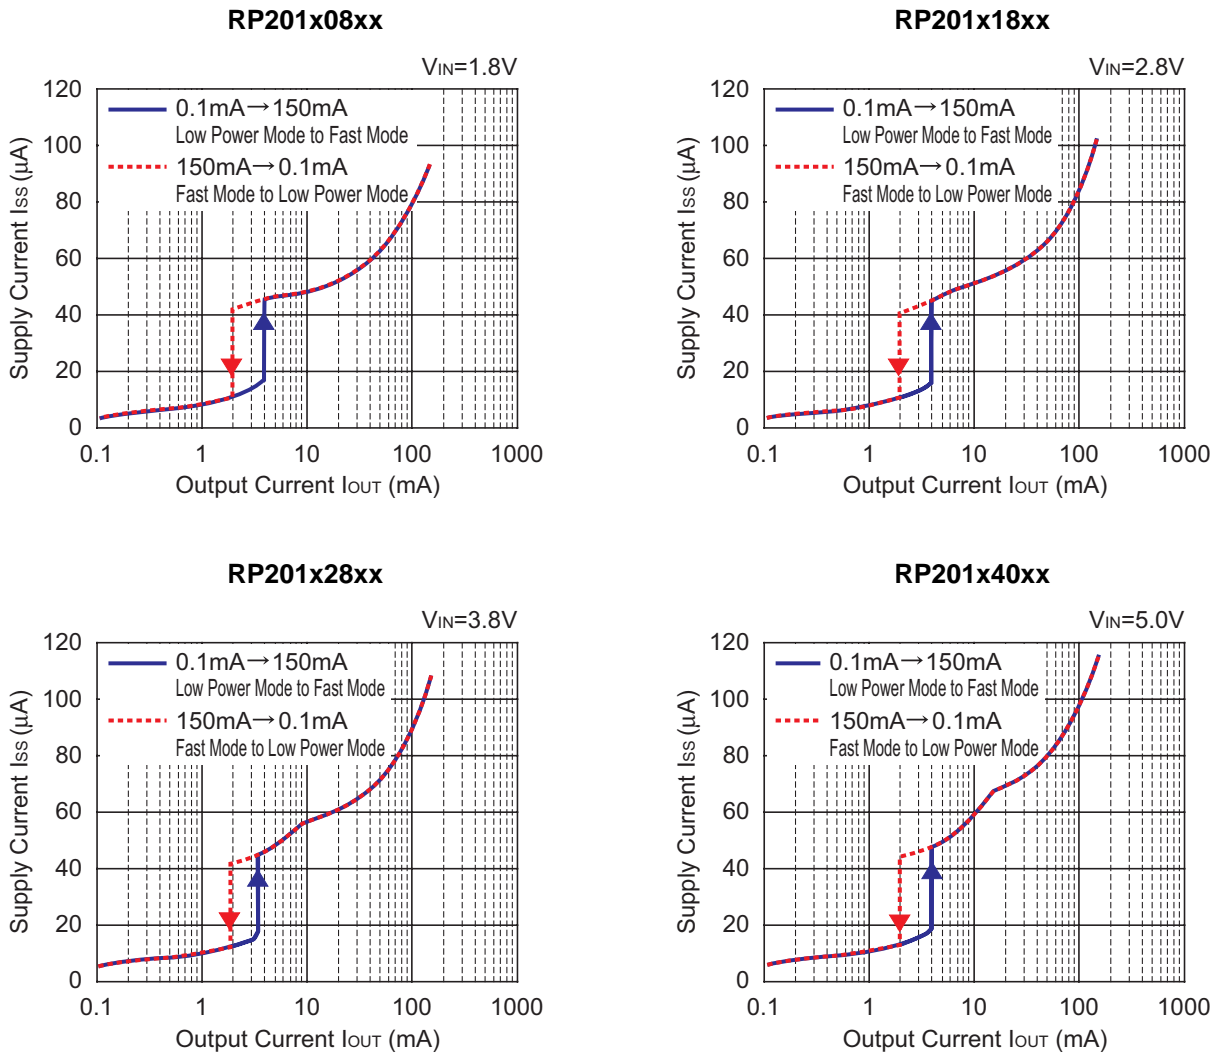 RP201x08xx
VIN=1.8V
120
100
80
60
40
20
0
Supply Current ISS (µA)
0.1mA→150mA
Low Power Mode to Fast Mode
150mA→0.1mA
Fast Mode to Low Power Mode
0.1 1 10 100 1000
Output Current IOUT (mA)
RP201x18xx
VIN=2.8V
120
100
80
60
40
20
0
Supply Current ISS (µA)
0.1mA→150mA
Low Power Mode to Fast Mode
150mA→0.1mA
Fast Mode to Low Power Mode
0.1 1 10 100 1000
Output Current IOUT (mA)
RP201x28xx
VIN=3.8V
120
100
80
60
40
20
0
Supply Current ISS (µA)
0.1mA→150mA
Low Power Mode to Fast Mode
150mA→0.1mA
Fast Mode to Low Power Mode
0.1 1 10 100 1000
Output Current IOUT (mA)
RP201x40xx
VIN=5.0V
120
100
80
60
40
20
0
Supply Current ISS (µA)
0.1mA→150mA
Low Power Mode to Fast Mode
150mA→0.1mA
Fast Mode to Low Power Mode
0.1 1 10 100 1000
Output Current IOUT (mA)